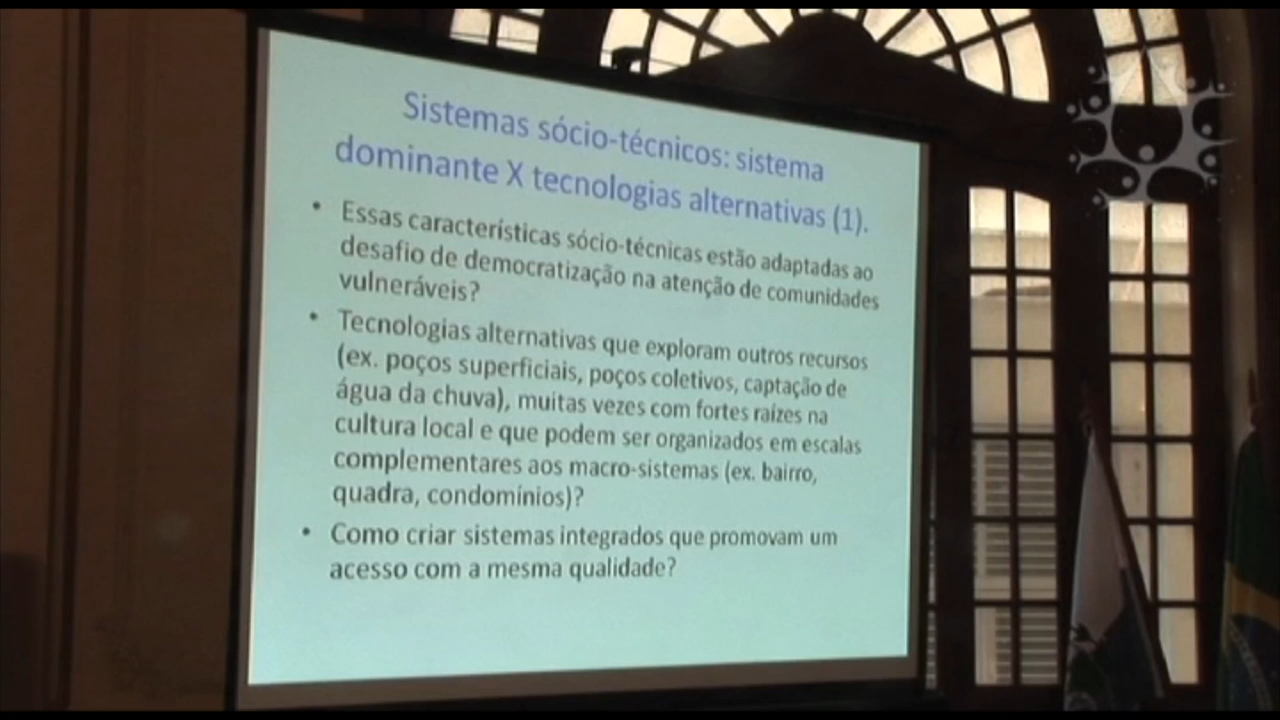 Sistemas sócio-técnicos: sistema
dominante X tecnologias alternativas (1).
• Essas características sócio-técnicas estão adaptadas ao
desafio de democratização na atenção de comunidades
vulneráveis?
• Tecnologias alternativas que exploram outros recursos
(ex. poços superficiais, poços coletivos, captação de
água da chuva), muitas vezes com fortes raízes na
cultura local e que podem ser organizados em escalas
complementares aos macro-sistemas (ex. bairro,
quadra, condomínios)?
• Como criar sistemas integrados que promovam um
acesso com a mesma qualidade?